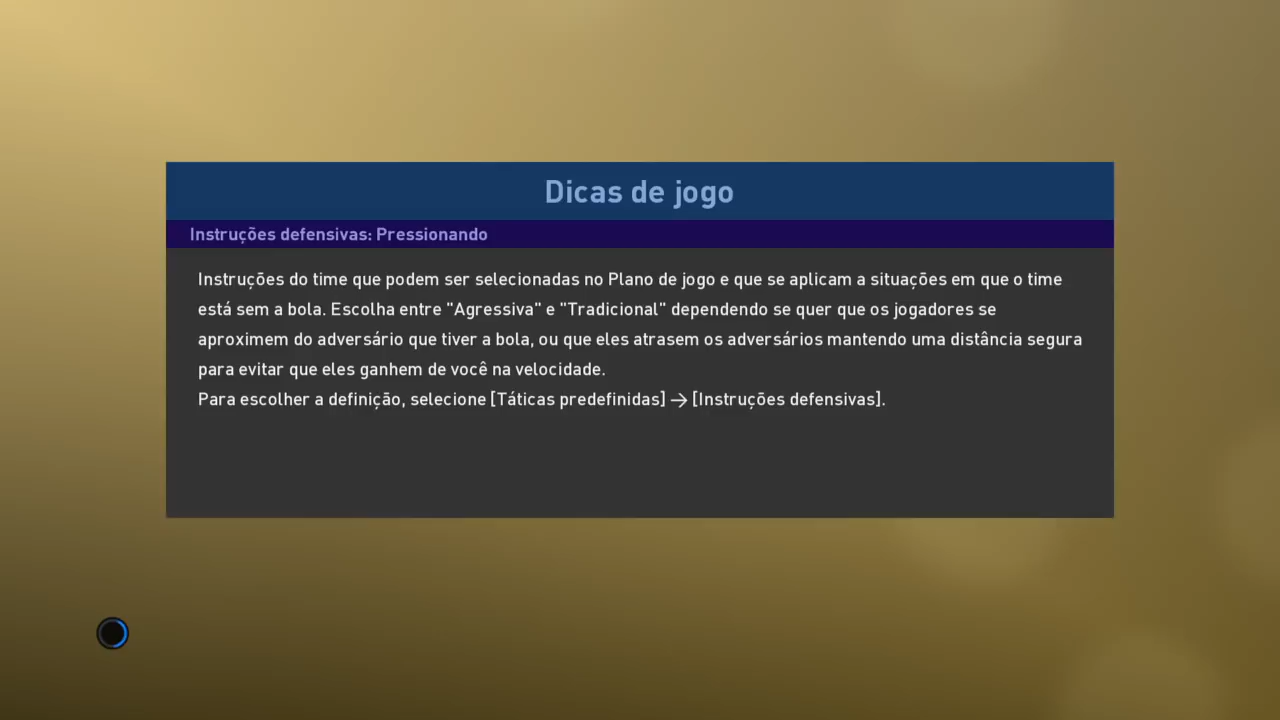 Dicas de jogo
Instruções defensivas: Pressionando
Instruções do time que podem ser selecionadas no Plano de jogo e que se aplicam a situações em que o time
está sem a bola. Escolha entre "Agressiva" e "Tradicional" dependendo se quer que os jogadores se
aproximem do adversário que tiver a bola, ou que eles atrasem os adversários mantendo uma distância segura
para evitar que eles ganhem de você na velocidade.
Para escolher a definição, selecione [Táticas predefinidas] → [Instruções defensivas].